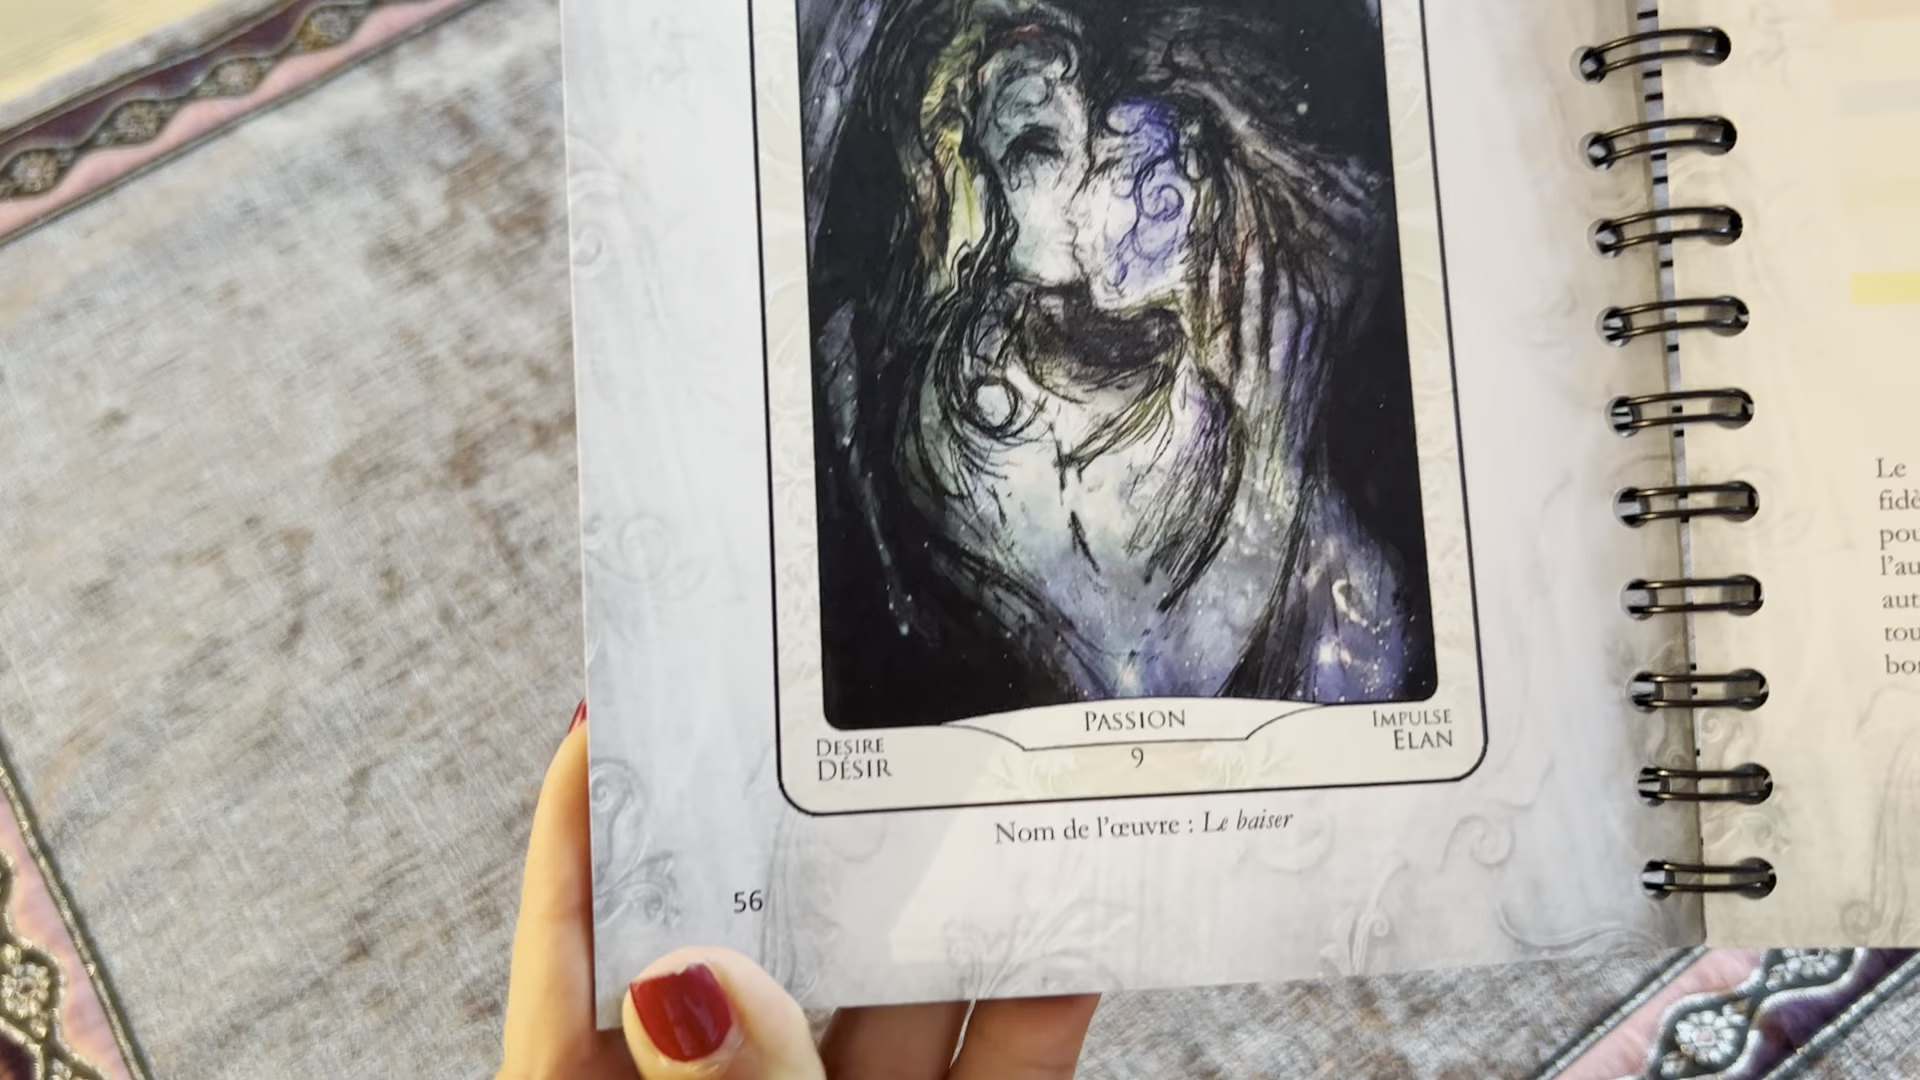 PASSION
9
DESIRE
DÉSIR
IMPULSE
ELAN
Nom de l'œuvre : Le baiser
56
Le